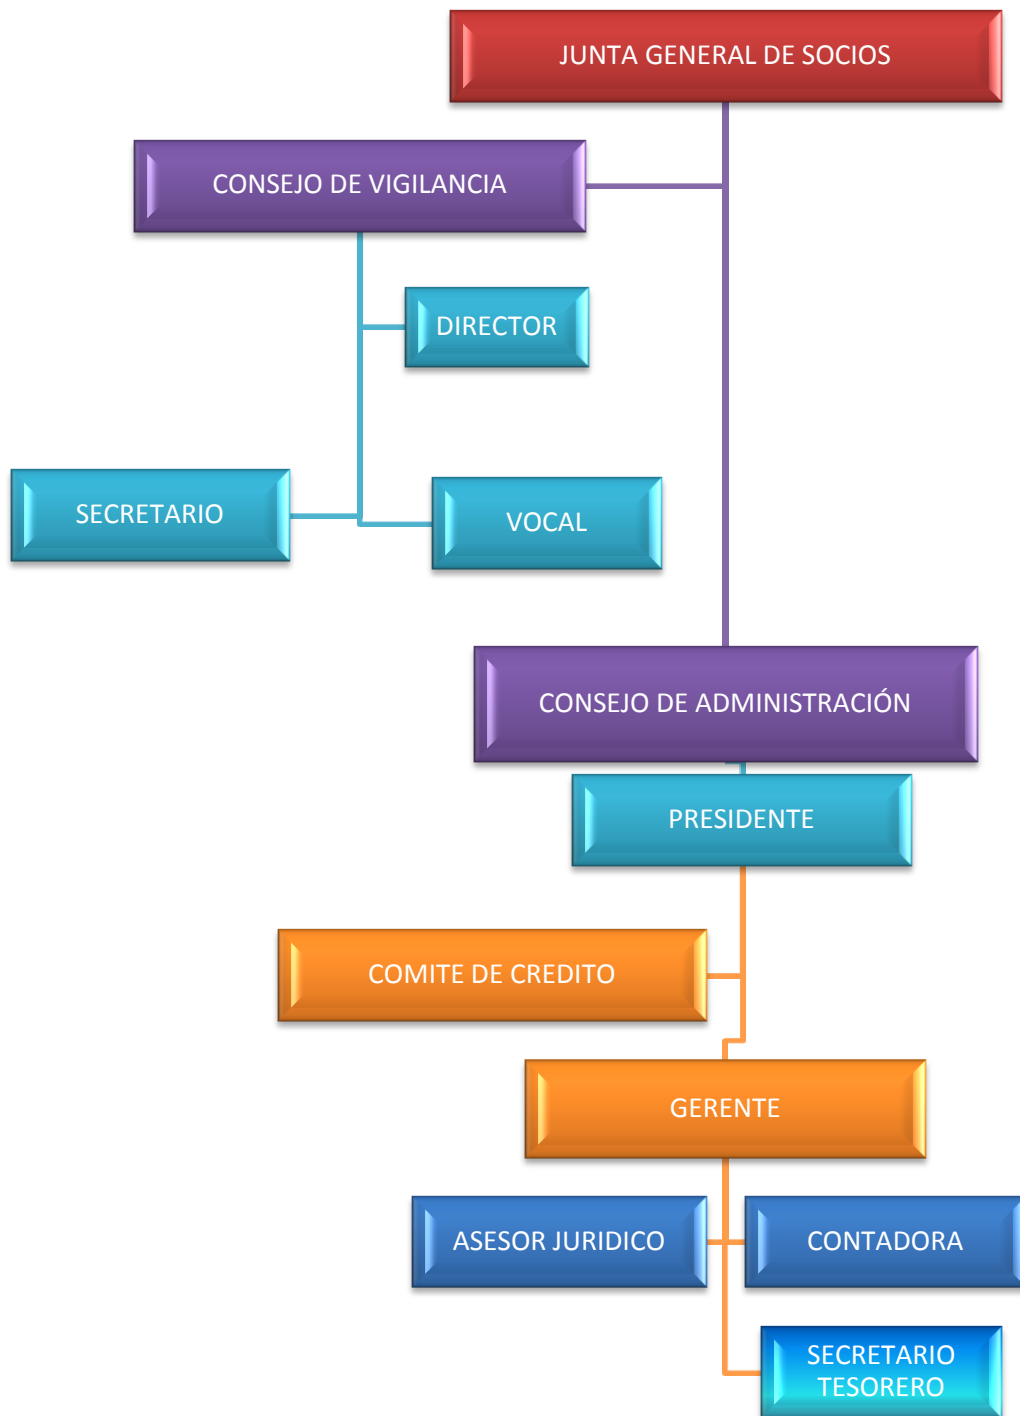 JUNTA GENERAL DE SOCIOS
CONSEJO DE VIGILANCIA
DIRECTOR
SECRETARIO
VOCAL
CONSEJO DE ADMINISTRACIÓN
PRESIDENTE
COMITE DE CREDITO
GERENTE
ASESOR JURIDICO
CONTADORA
SECRETARIO
TESORERO